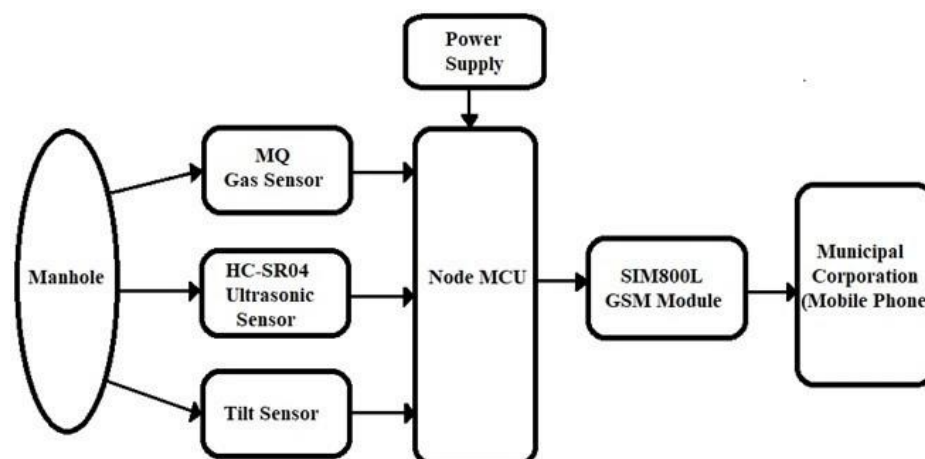 Power
Supply
MQ
Gas Sensor
Manhole
HC-SR04
Ultrasonic
Sensor
Tilt Sensor
Node MCU
SIM800L
GSM Module
Municipal
Corporation
(Mobile Phone